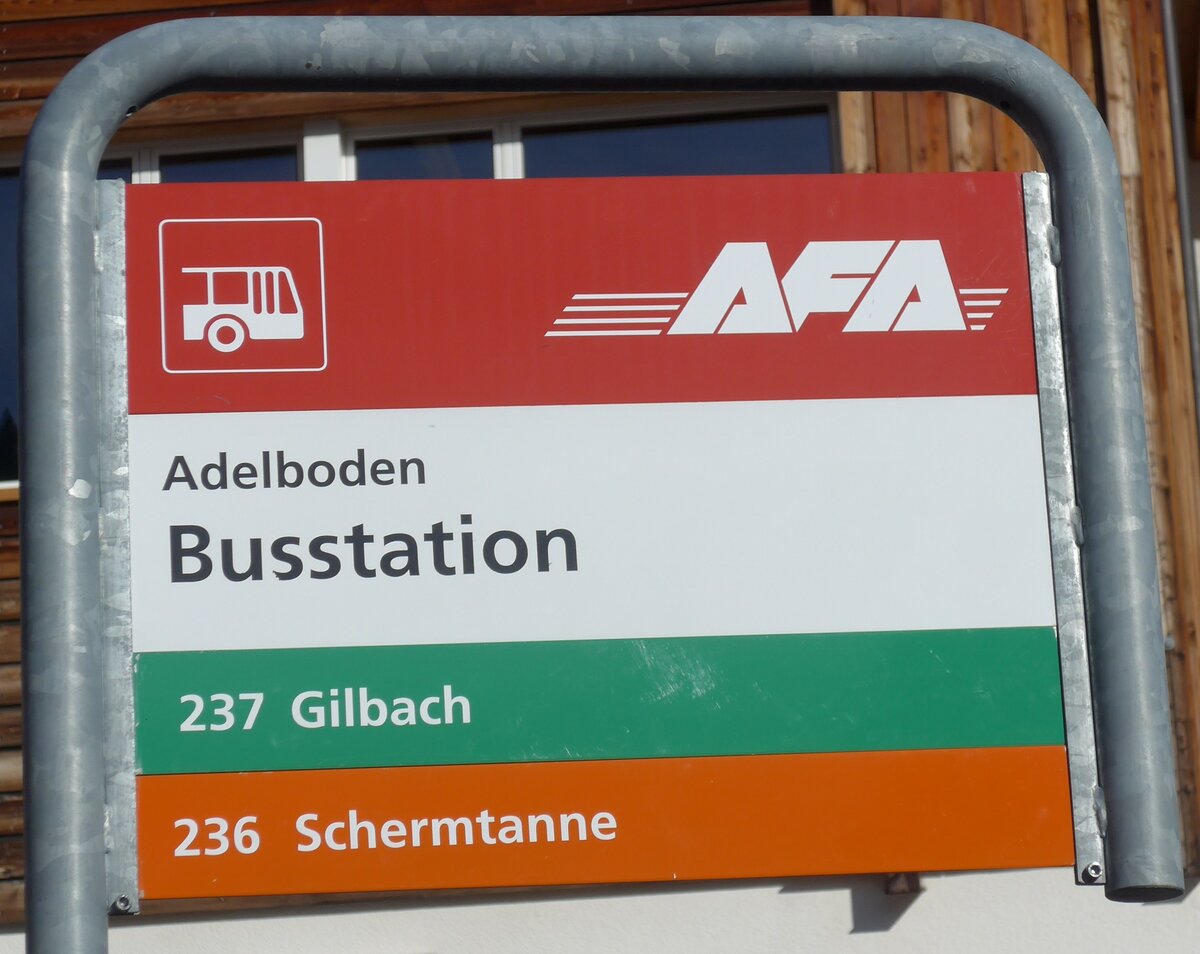 AFA
Adelboden
Busstation
237 Gilbach
236 Schermtanne